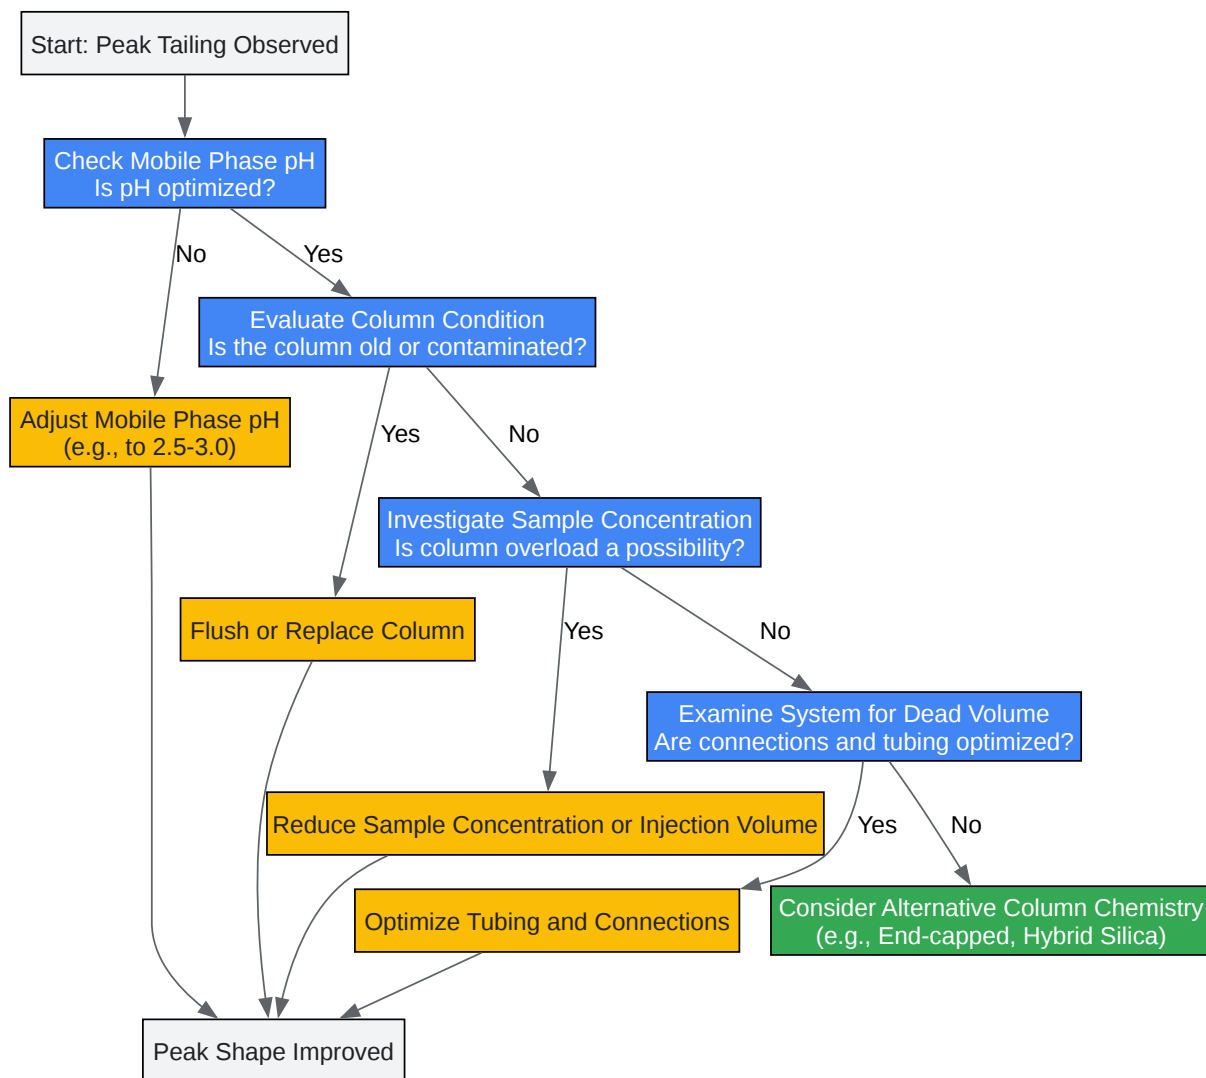 Start: Peak Tailing Observed
Check Mobile Phase pH
Is pH optimized?
No
Yes
Evaluate Column Condition
Is the column old or contaminated?
Adjust Mobile Phase pH
(e.g., to 2.5-3.0)
Yes
No
Investigate Sample Concentration
Is column overload a possibility?
Flush or Replace Column
Yes
No
Examine System for Dead Volume
Are connections and tubing optimized?
Reduce Sample Concentration or Injection Volume
Yes
No
Optimize Tubing and Connections
Consider Alternative Column Chemistry
(e.g., End-capped, Hybrid Silica)
Peak Shape Improved